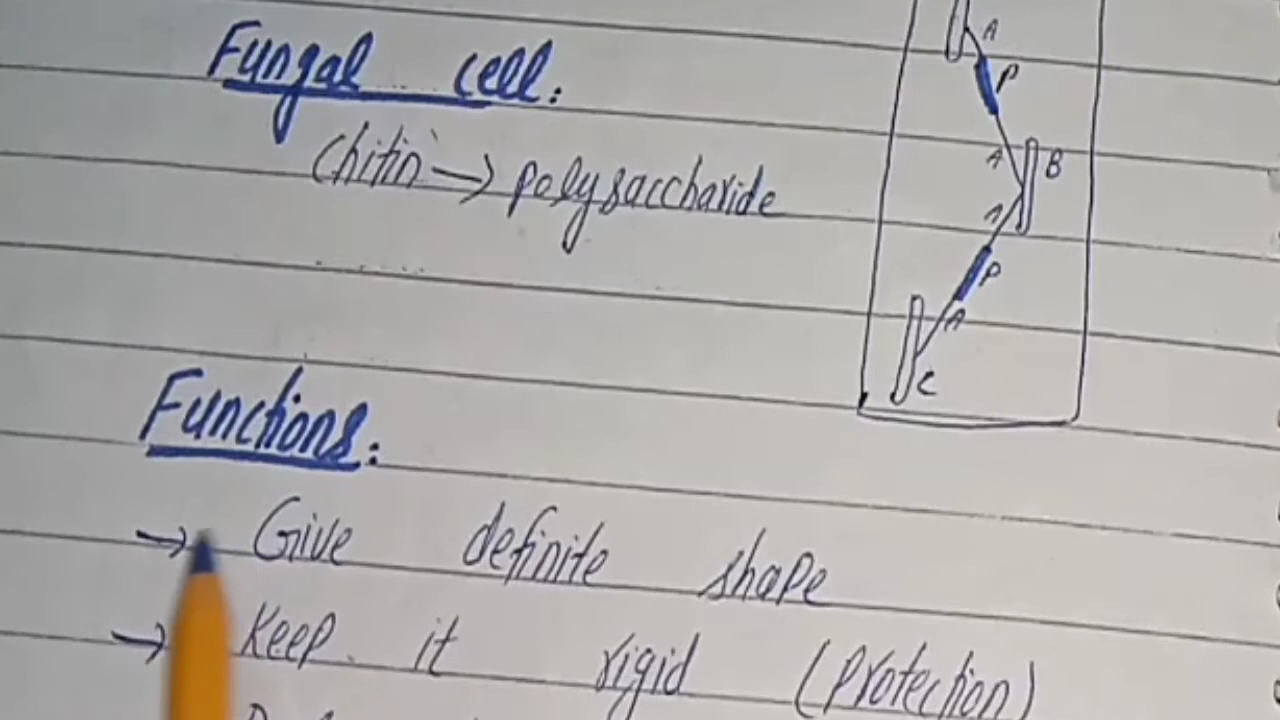 Fungal cell:
Chitin → polysaccharide
A
P
A
B
A
P
A
C
Functions:
→ Give definite shape
→ Keep it rigid (protection)